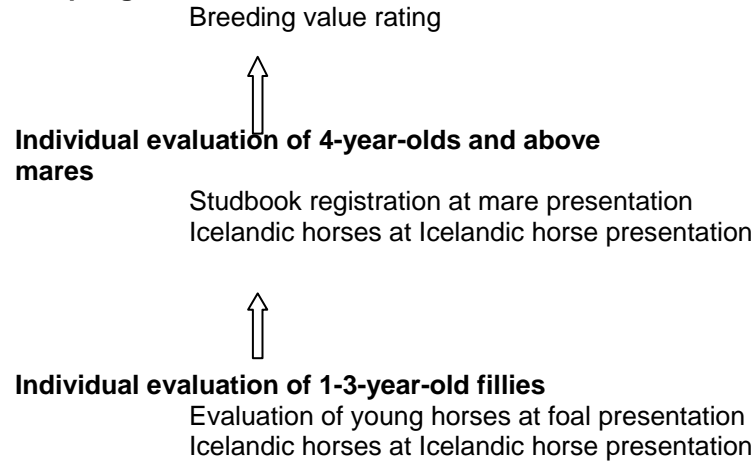 Breeding value rating
Individual evaluation of 4-year-olds and above
mares
Studbook registration at mare presentation
Icelandic horses at Icelandic horse presentation
Individual evaluation of 1-3-year-old fillies
Evaluation of young horses at foal presentation
Icelandic horses at Icelandic horse presentation